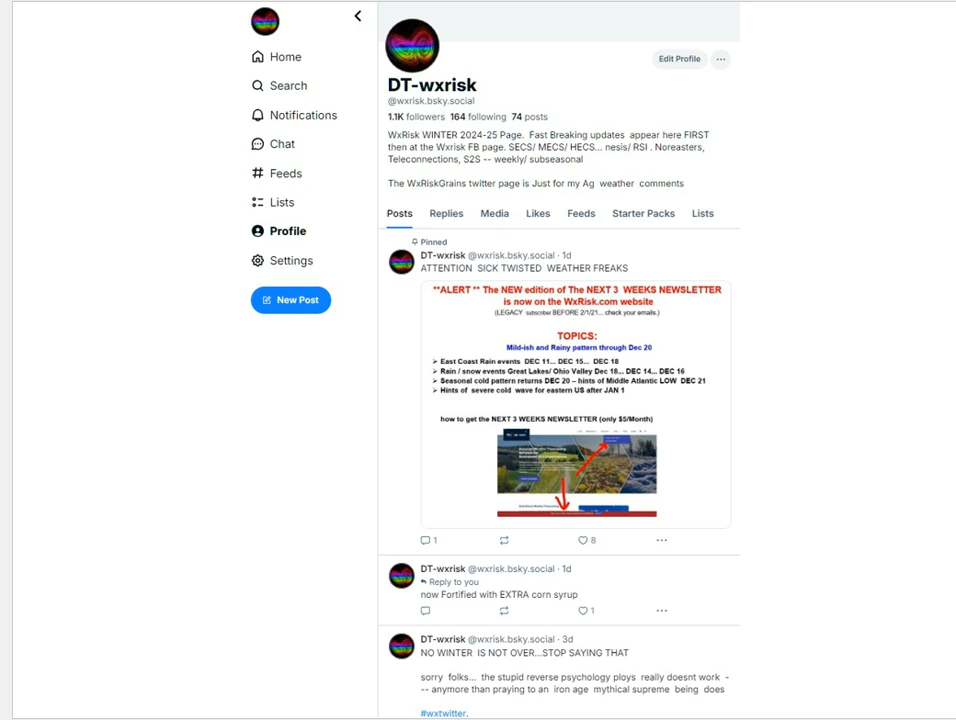 Home
Search
Notifications
Chat
Feeds
Lists
Profile
Settings
New Post
Edit Profile
DT-wxrisk
@wxrisk.bsky.social
1.1K followers 164 following 74 posts
WxRisk WINTER 2024-25 Page. Fast Breaking updates appear here FIRST
then at the Wxrisk FB page. SECS/ MECS/ HECS... nesis/ RSI . Noreasters,
Teleconnections, S2S -- weekly/ subseasonal
The WxRiskGrains twitter page is Just for my Ag weather comments
Posts Replies Media Likes Feeds Starter Packs Lists
Pinned
DT-wxrisk @wxrisk.bsky.social · 1d
ATTENTION SICK TWISTED WEATHER FREAKS
**ALERT ** The NEW edition of The NEXT 3 WEEKS NEWSLETTER
is now on the WxRisk.com website
(LEGACY subscriber BEFORE 2/1/21... check your emails.)
TOPICS:
Mild-ish and Rainy pattern through Dec 20
➢ East Coast Rain events DEC 11... DEC 15... DEC 18
➢ Rain / snow events Great Lakes/ Ohio Valley Dec 18... DEC 14... DEC 16
➢ Seasonal cold pattern returns DEC 20 – hints of Middle Atlantic LOW DEC 21
➢ Hints of severe cold wave for eastern US after JAN 1
how to get the NEXT 3 WEEKS NEWSLETTER (only $5/Month)
1 8
DT-wxrisk @wxrisk.bsky.social · 1d
Reply to you
now Fortified with EXTRA corn syrup
1
DT-wxrisk @wxrisk.bsky.social · 3d
NO WINTER IS NOT OVER...STOP SAYING THAT
sorry folks... the stupid reverse psychology ploys really doesnt work -
-- anymore than praying to an iron age mythical supreme being does
#wxtwitter.